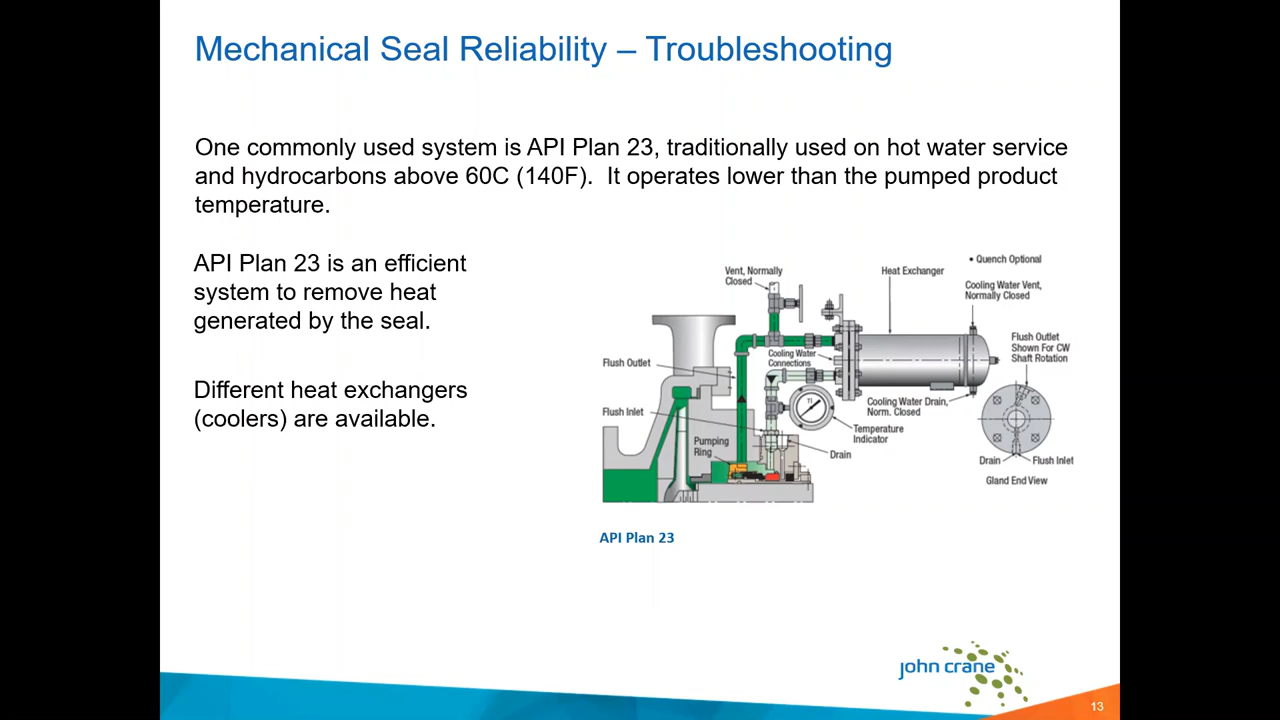 Mechanical Seal Reliability – Troubleshooting
One commonly used system is API Plan 23, traditionally used on hot water service
and hydrocarbons above 60C (140F).  It operates lower than the pumped product
temperature.
API Plan 23 is an efficient
system to remove heat
generated by the seal.
Different heat exchangers
(coolers) are available.
• Quench Optional
Vent, Normally
Closed
Heat Exchanger
Cooling Water Vent,
Normally Closed
Flush Outlet
Shown For CW
Shaft Rotation
Cooling Water
Connections
Flush Outlet
TI
Cooling Water Drain,
Norm. Closed
Flush Inlet
Temperature
Indicator
Pumping
Ring
Drain
Drain
Flush Inlet
Gland End View
API Plan 23
john crane
13